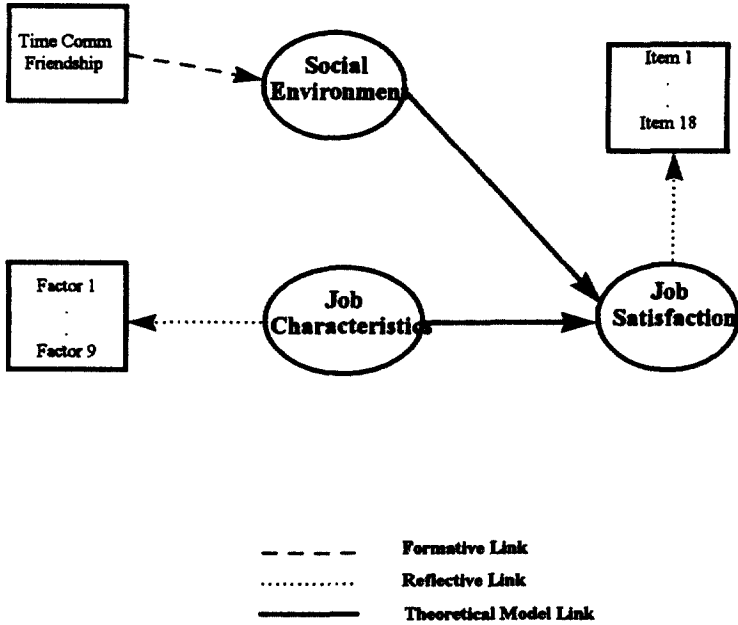 Time Comm
Friendship
Social
Environment
Item 1
.
.
Item 18
Factor 1
.
.
Factor 9
Job
Characteristics
Job
Satisfaction
Formative Link
Reflective Link
Theoretical Model Link